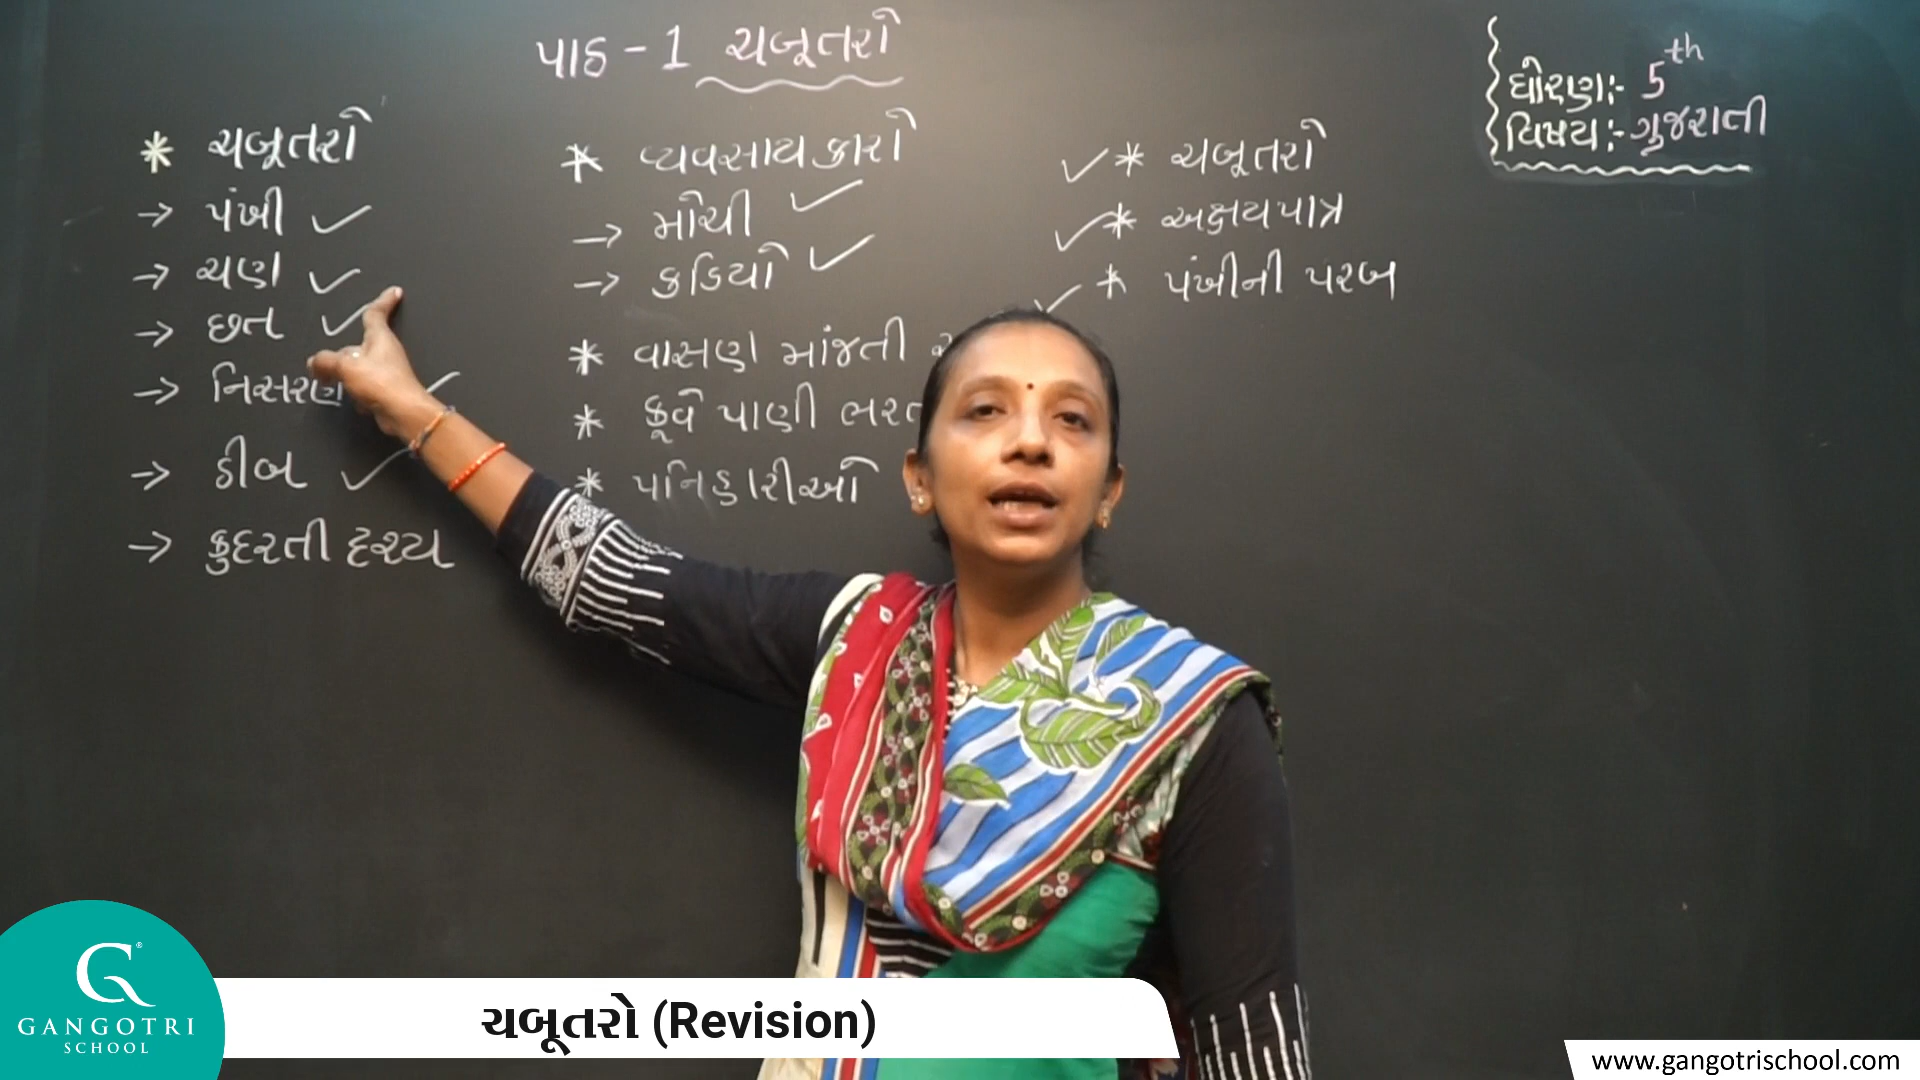 પાઠ - 1 ચબૂતરો
ધોરણ:- 5th
વિષય:- ગુજરાતી
* ચબૂતરો
→ પંખી ✓
→ ચણ ✓
→ છત ✓
→ નિસરણ
→ ઠીબ ✓
→ કુદરતી દૃશ્ય
* વ્યવસાયકારો
→ મોચી ✓
→ કડિયો ✓
* વાસણ માંજતી
* કૂવે પાણી ભરત
* પનિહારીઓ
✓ * ચબૂતરો
✓ * અક્ષયપાત્ર
✓ * પંખીની પરબ
G®
GANGOTRI
SCHOOL
ચબૂતરો (Revision)
www.gangotrischool.com